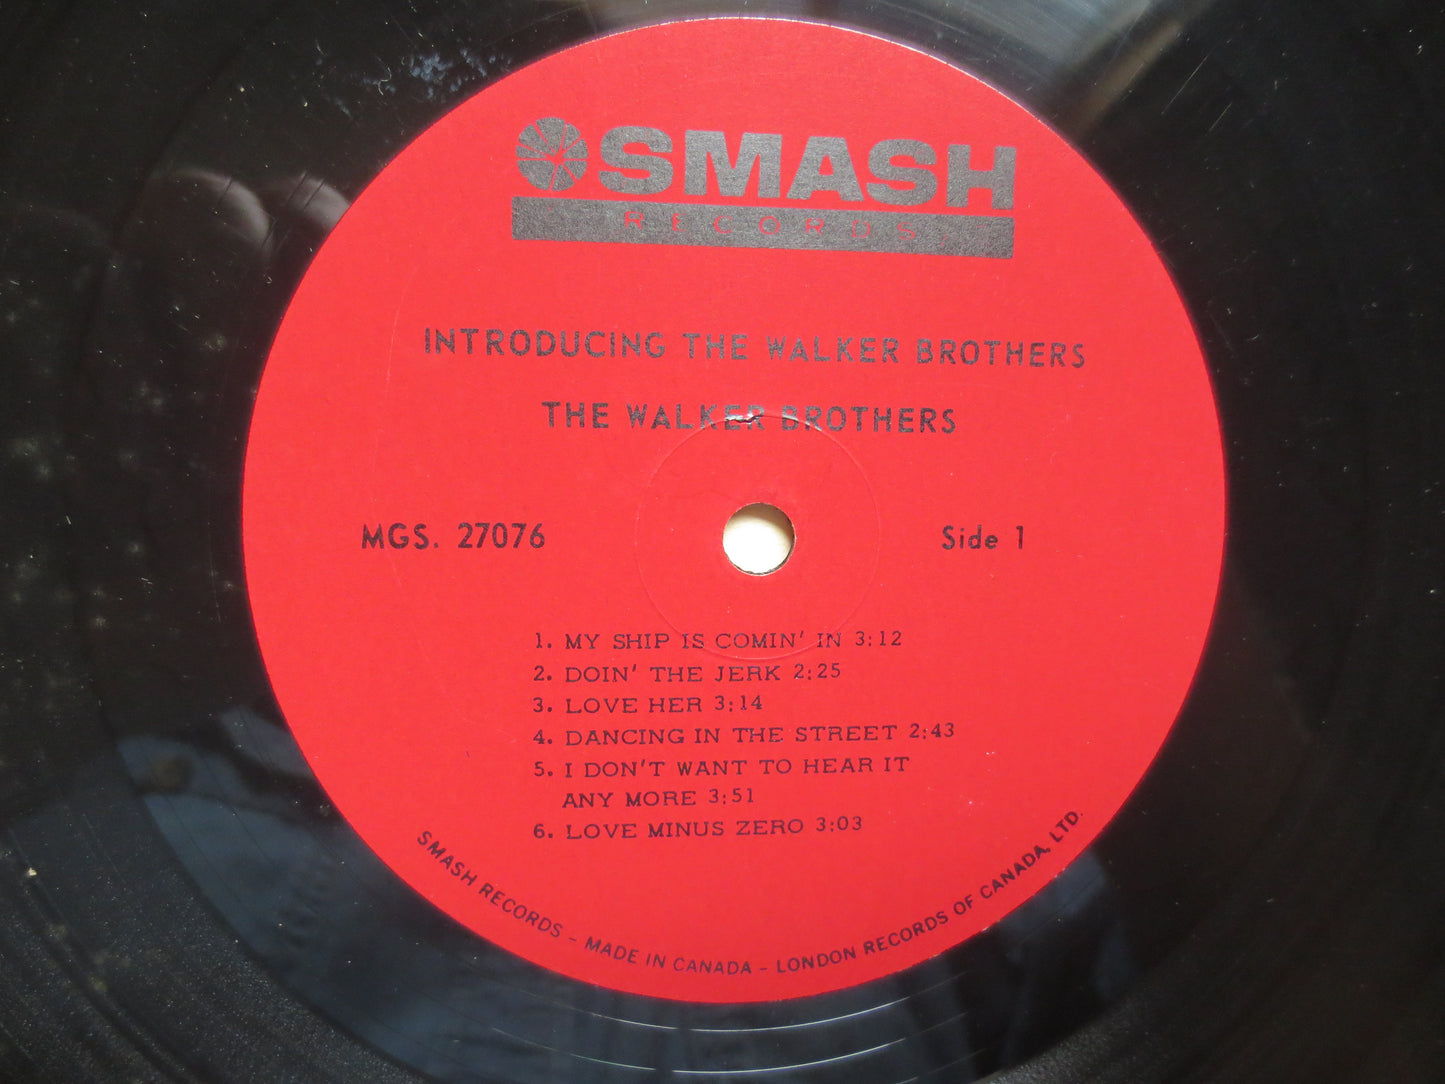 SMASH
RECORDS
INTRODUCING THE WALKER BROTHERS
THE WALKER BROTHERS
MGS. 27076
Side 1
1. MY SHIP IS COMIN' IN 3:12
2. DOIN' THE JERK 2:25
3. LOVE HER 3:14
4. DANCING IN THE STREET 2:43
5. I DON'T WANT TO HEAR IT
ANY MORE 3:51
6. LOVE MINUS ZERO 3:03
SMASH RECORDS – MADE IN CANADA – LONDON RECORDS OF CANADA, LTD.